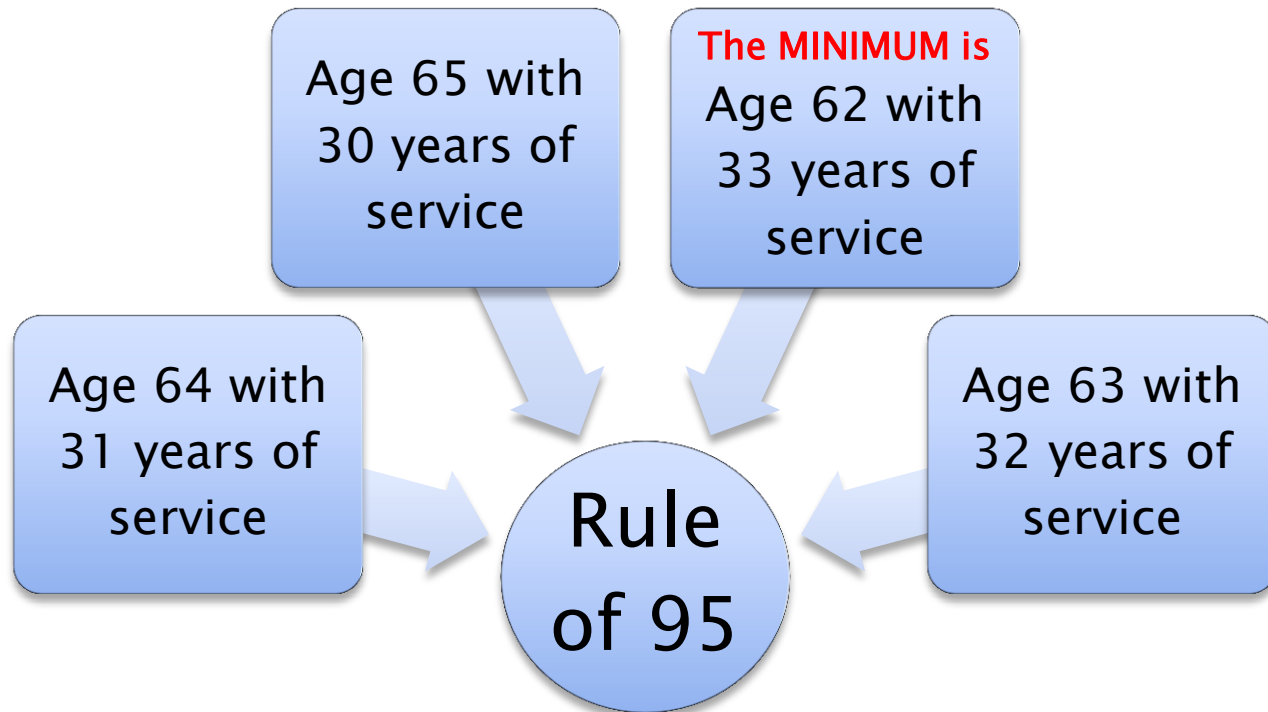 Age 65 with
30 years of
service
The MINIMUM is
Age 62 with
33 years of
service
Age 64 with
31 years of
service
Age 63 with
32 years of
service
Rule
of 95